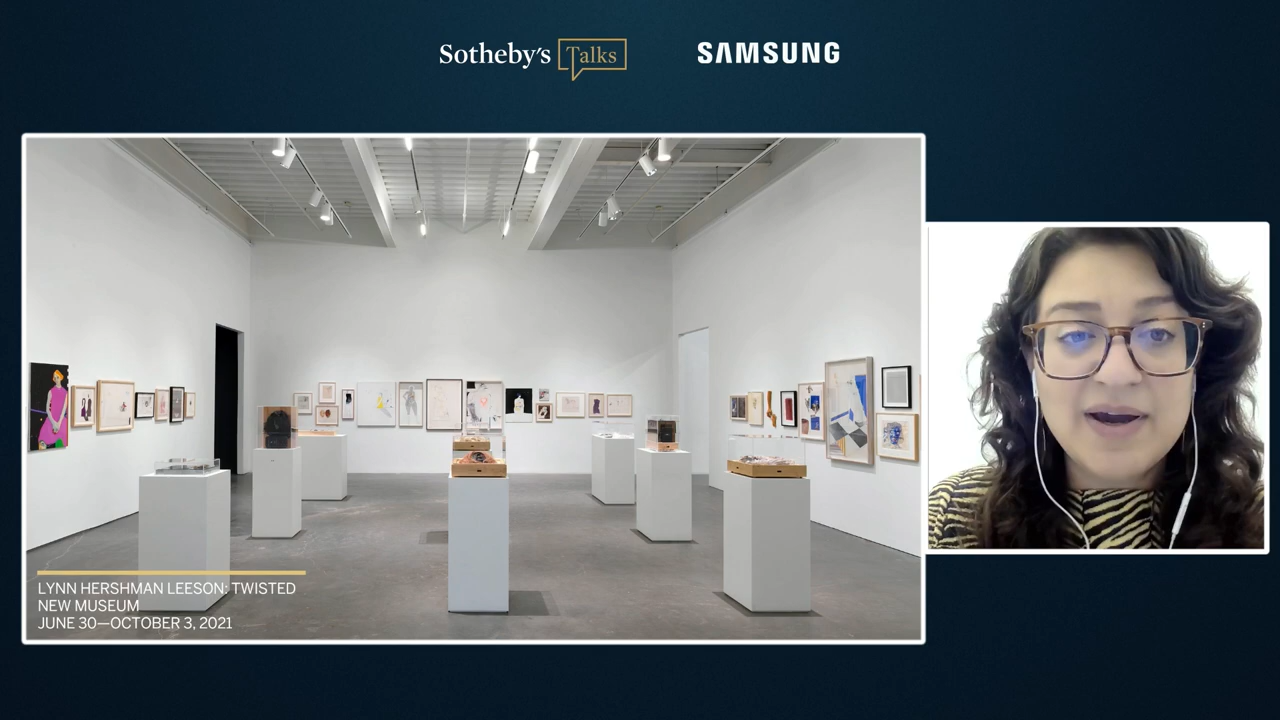 Sotheby's Talks
SAMSUNG
LYNN HERSHMAN LEESON: TWISTED
NEW MUSEUM
JUNE 30—OCTOBER 3, 2021